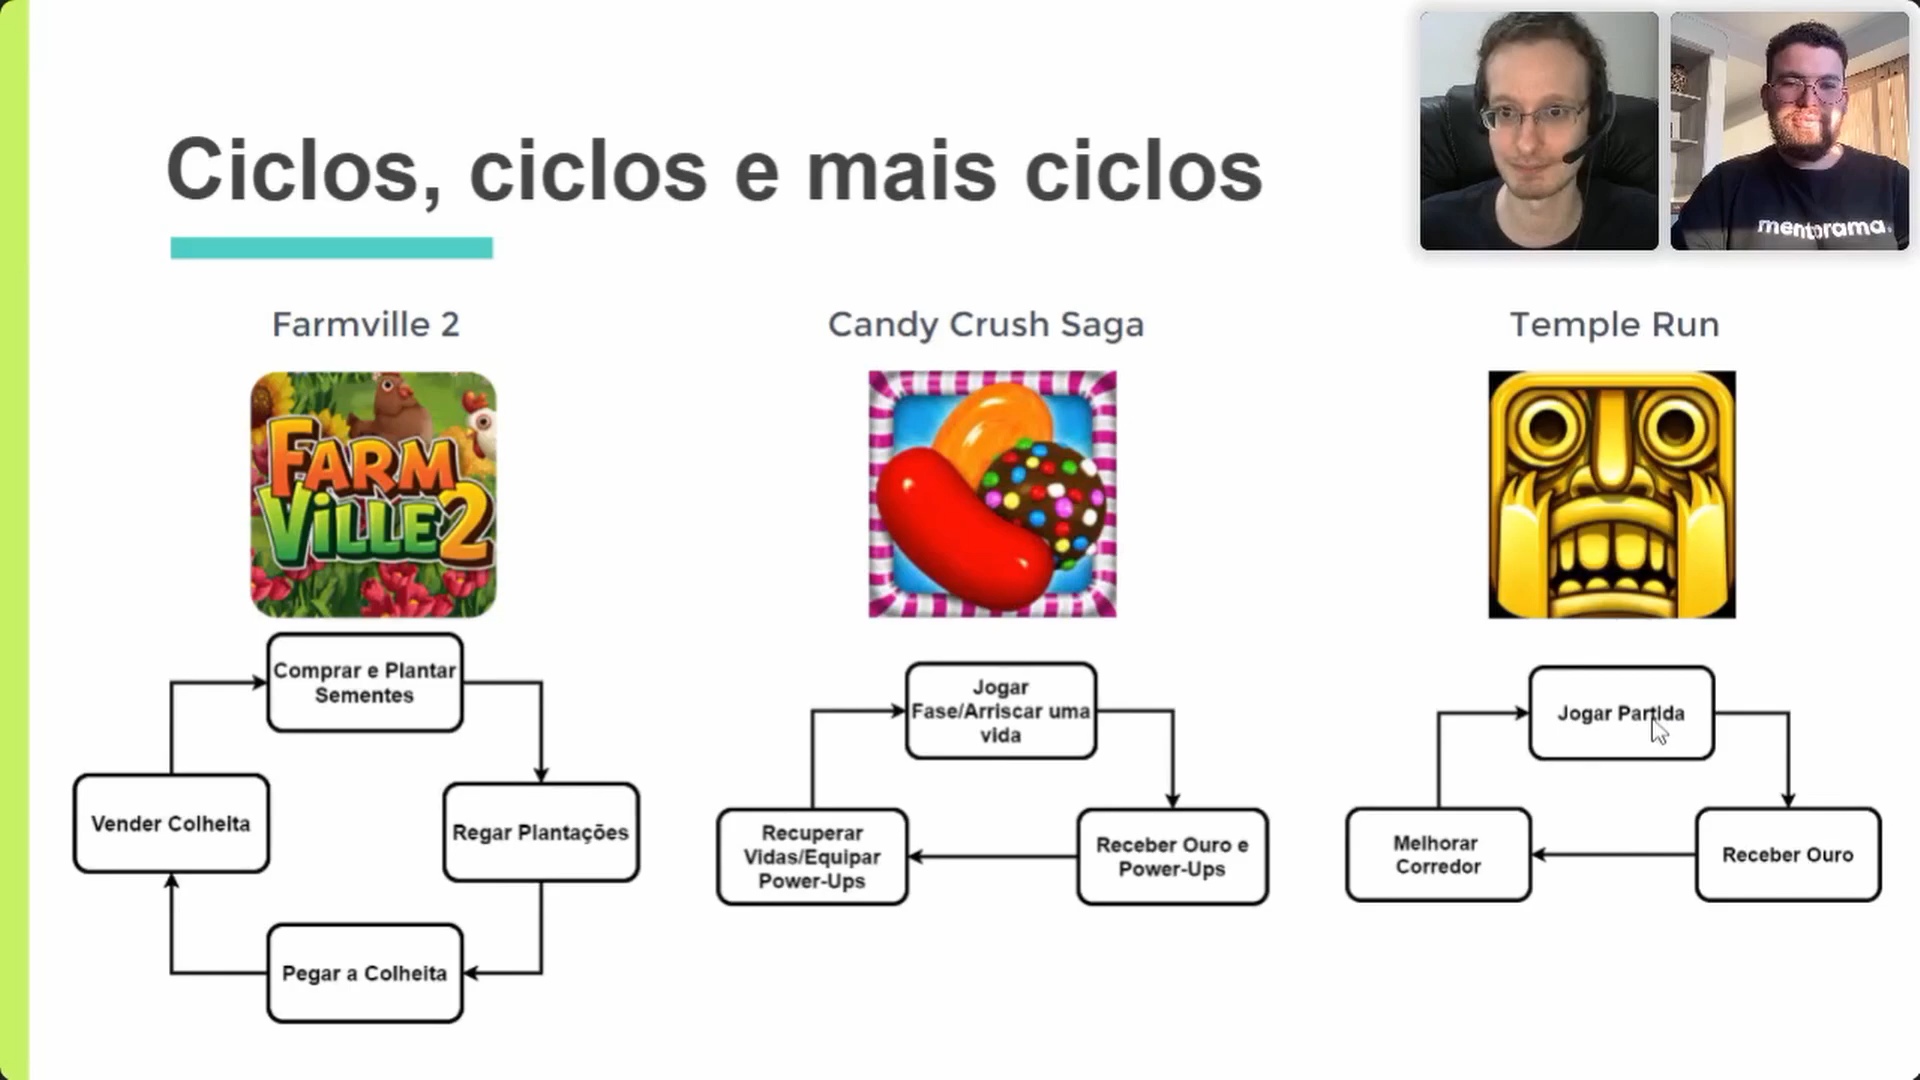 Ciclos, ciclos e mais ciclos
mentorama.
Farmville 2
Candy Crush Saga
Temple Run
FARM
VILLE 2
Comprar e Plantar
Sementes
Regar Plantações
Pegar a Colheita
Vender Colheita
Jogar
Fase/Arriscar uma
vida
Receber Ouro e
Power-Ups
Recuperar
Vidas/Equipar
Power-Ups
Jogar Partida
Receber Ouro
Melhorar
Corredor